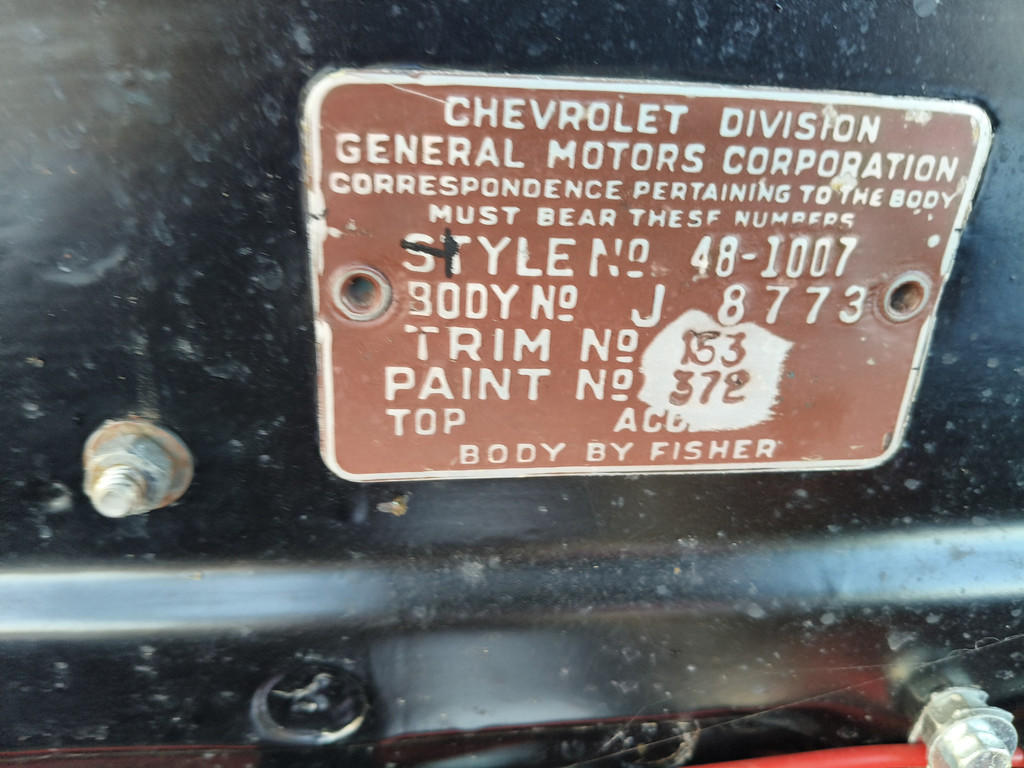 CHEVROLET DIVISION
GENERAL MOTORS CORPORATION
CORRESPONDENCE PERTAINING TO THE BODY
MUST BEAR THESE NUMBERS
STYLE NO 48-1007
BODY NO J 8773
TRIM NO 153
PAINT NO 372
TOP ACC
BODY BY FISHER